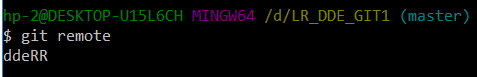 hp-2@DESKTOP-U15L6CH MINGW64 /d/LR_DDE_GIT1 (master)
$ git remote
ddeRR